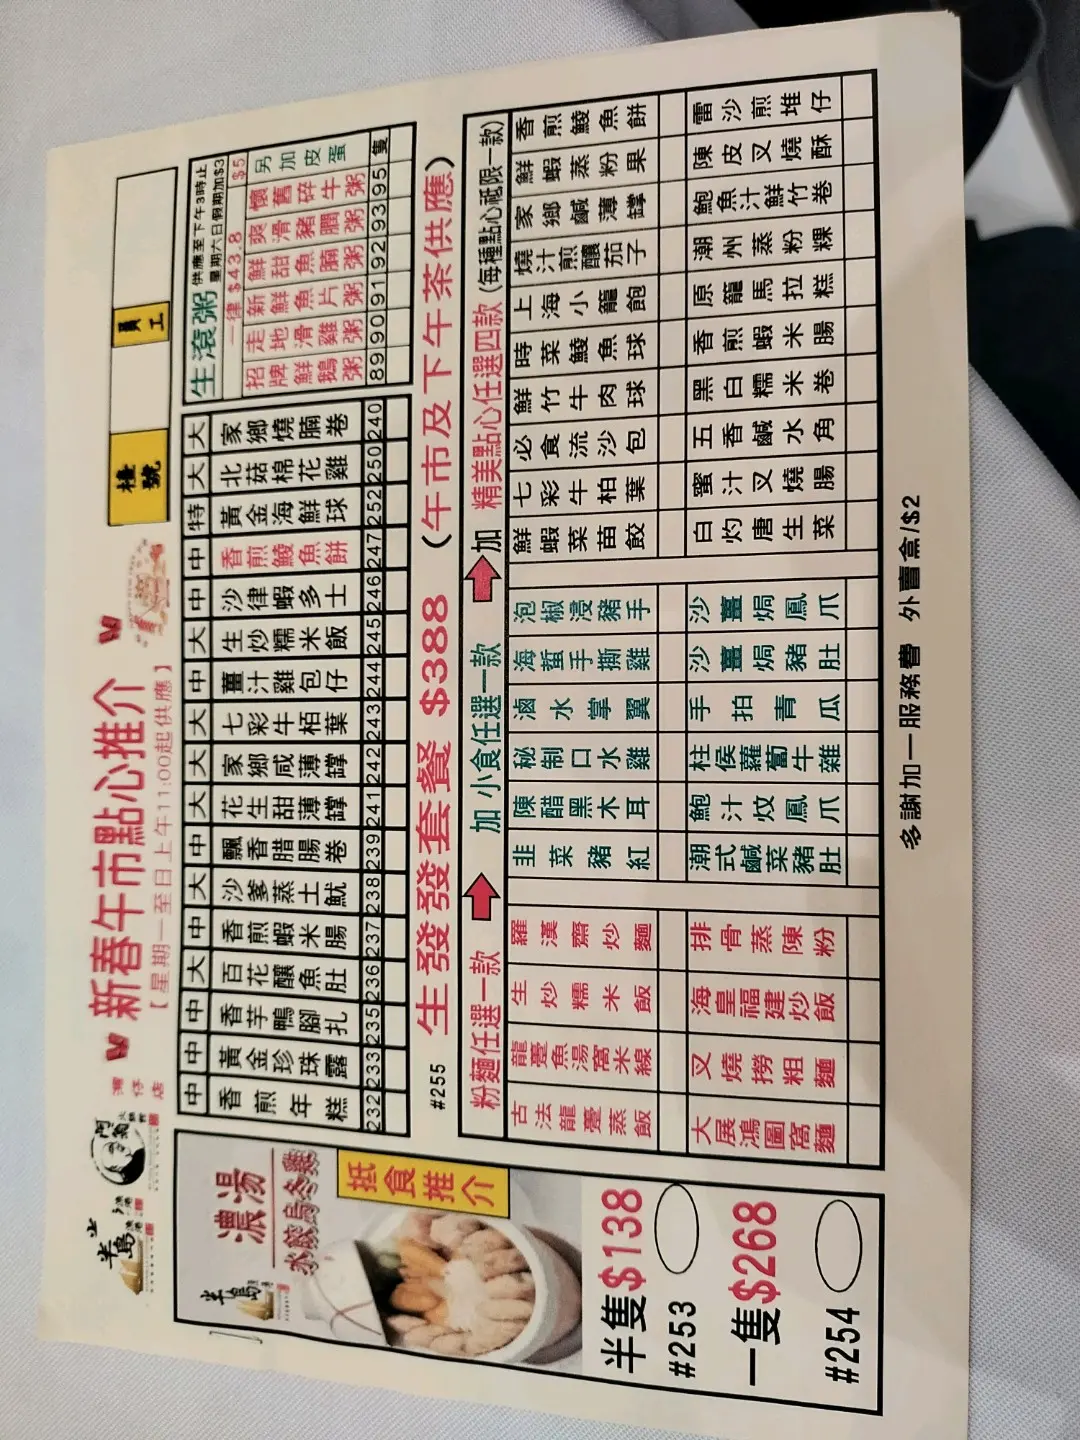 半島
灣仔店
新春午市點心推介
【星期一至日上午11:00起供應】
檯號
員工
濃湯
水餃烏冬雞
抵食推介
半隻$138
#253
一隻$268
#254
中 香煎年糕 232
中 黃金珍珠露 233
中 香芋鴨腳扎 235
大 百花釀魚肚 236
中 香煎蝦米腸 237
大 沙爹蒸土魷 238
中 飄香腊腸卷 239
大 花生甜薄罉 241
大 家鄉咸薄罉 242
大 七彩牛栢葉 243
中 薑汁雞包仔 244
大 生炒糯米飯 245
中 沙律蝦多士 246
中 香煎鯪魚餅 247
特 黃金海鮮球 252
大 北菇棉花雞 250
大 家鄉燒腩卷 240
生滾粥 供應至下午3時止
星期六日假期加$3
一律$43.8 $5
招牌鮮鵝粥 89
走地滑雞粥 90
新鮮魚片粥 91
鮮甜魚腩粥 92
爽滑豬膶粥 93
懷舊碎牛粥 95
另加皮蛋 隻
#255 生發發套餐 $388 (午市及下午茶供應)
粉麵任選一款 加 小食任選一款 加 精美點心任選四款 (每種點心祗限一款)
古法龍躉蒸飯
龍躉魚湯窩米線
生炒糯米飯
羅漢齋炒麵
韭菜豬紅
陳醋黑木耳
秘制口水雞
滷水掌翼
海蜇手撕雞
泡椒浸豬手
鮮蝦菜苗餃
七彩牛柏葉
必食流沙包
鮮竹牛肉球
時菜鯪魚球
上海小籠飽
燒汁煎釀茄子
家鄉鹹薄罉
鮮蝦蒸粉果
香煎鯪魚餅
大展鴻圖窩麵
叉燒撈粗麵
海皇福建炒飯
排骨蒸陳粉
潮式鹹菜豬肚
鮑汁炆鳳爪
柱侯蘿蔔牛雜
手拍青瓜
沙薑焗豬肚
沙薑焗鳳爪
白灼唐生菜
蜜汁叉燒腸
五香鹹水角
黑白糯米卷
香煎蝦米腸
原籠馬拉糕
潮州蒸粉粿
鮑魚汁鮮竹卷
陳皮叉燒酥
雷沙煎堆仔
多謝加一服務費 外賣盒$2